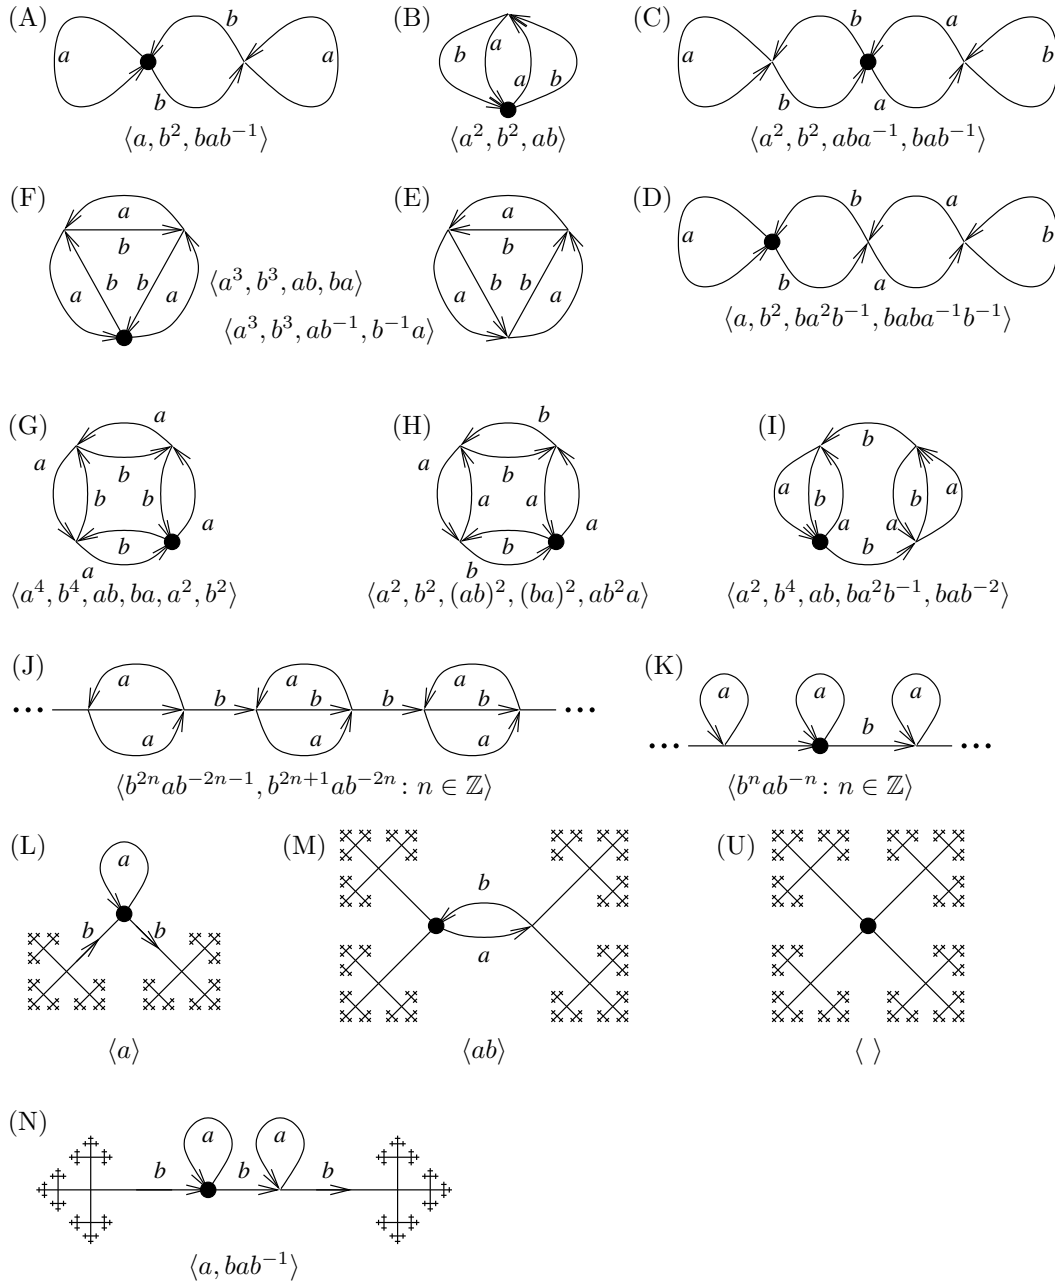 (A) b a a b
⟨a, b², bab⁻¹⟩
(B) b a a b
⟨a², b², ab⟩
(C) b a a b b a
⟨a², b², aba⁻¹, bab⁻¹⟩
(F) a b b b a a
⟨a³, b³, ab, ba⟩
⟨a³, b³, ab⁻¹, b⁻¹a⟩
(E) a b b b a a
(D) b a b b a
⟨a, b², ba²b⁻¹, baba⁻¹b⁻¹⟩
(G) a a b b b a b a
⟨a⁴, b⁴, ab, ba, a², b²⟩
(H) b a b a a a b b
⟨a², b², (ab)², (ba)², ab²a⟩
(I) b a b b a a a b
⟨a², b⁴, ab, ba²b⁻¹, bab⁻²⟩
(J) a a a b b b b a a a
⟨b²ⁿab⁻²ⁿ⁻¹, b²ⁿ⁺¹ab⁻²ⁿ : n ∈ ℤ⟩
(K) a a a b
⟨bⁿab⁻ⁿ : n ∈ ℤ⟩
(L) a b b
⟨a⟩
(M) b a
⟨ab⟩
(U)
⟨ ⟩
(N) a a b b b
⟨a, bab⁻¹⟩